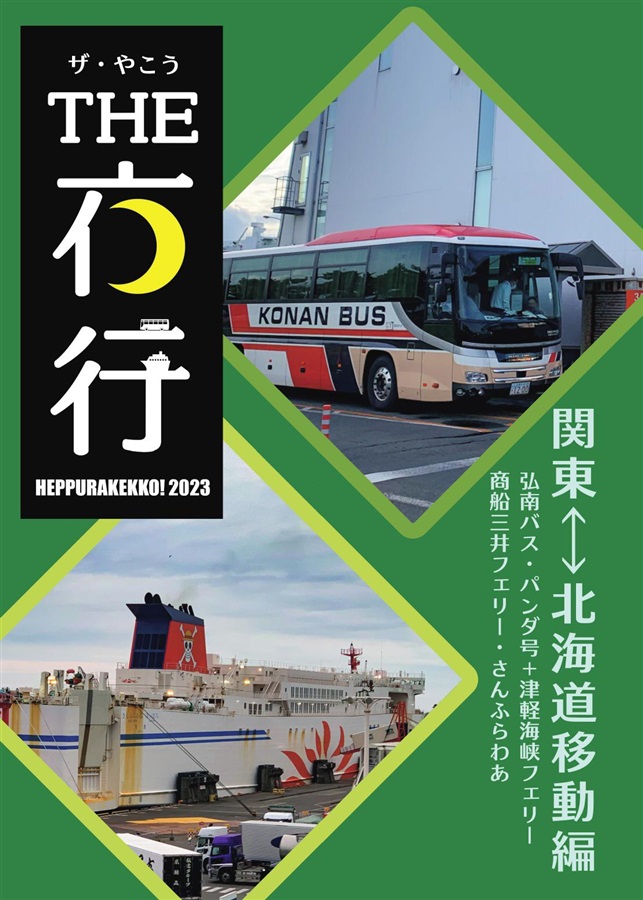 ザ・やこう
THE
夜
行
HEPPURAKEKKO! 2023
KONAN BUS
関東↔北海道移動編
弘南バス・パンダ号+津軽海峡フェリー
商船三井フェリー・さんふらわあ